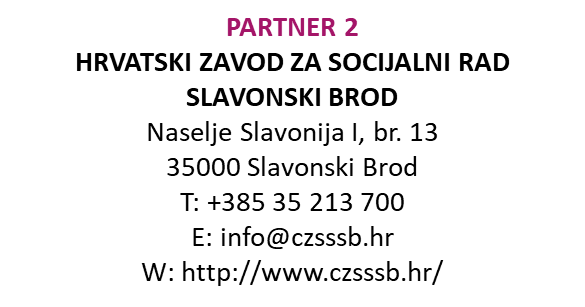 PARTNER 2
HRVATSKI ZAVOD ZA SOCIJALNI RAD
SLAVONSKI BROD
Naselje Slavonija I, br. 13
35000 Slavonski Brod
T: +385 35 213 700
E: info@czsssb.hr
W: http://www.czsssb.hr/